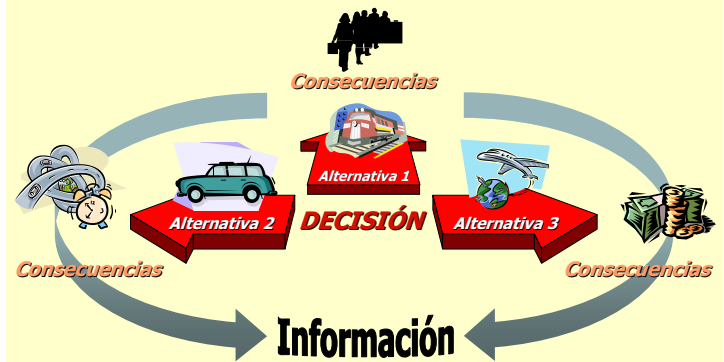 Consecuencias
Alternativa 1
Alternativa 2
DECISIÓN
Alternativa 3
Consecuencias
Consecuencias
Información